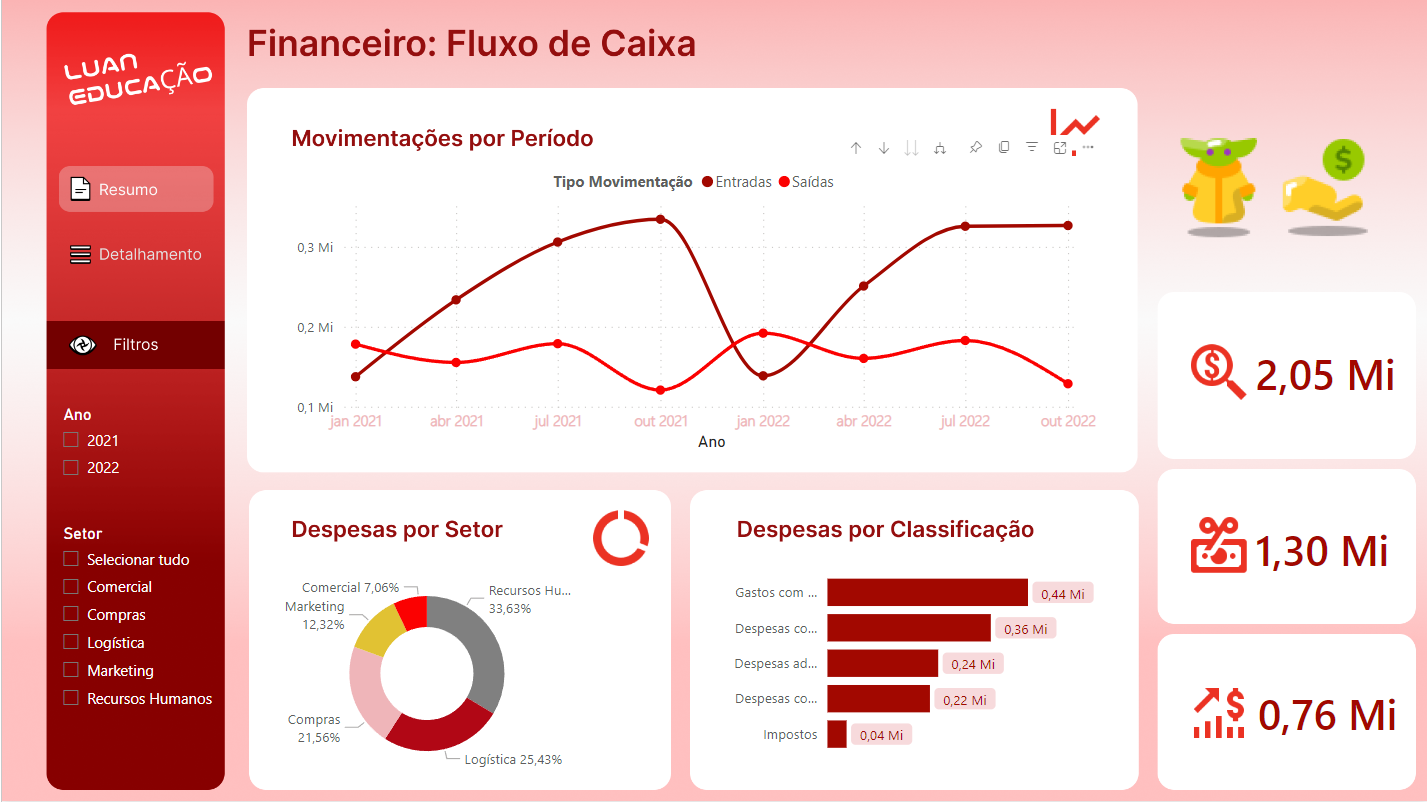 LUAN
EDUCAÇÃO
Resumo
Detalhamento
Filtros
Ano
2021
2022
Setor
Selecionar tudo
Comercial
Compras
Logística
Marketing
Recursos Humanos
Financeiro: Fluxo de Caixa
Movimentações por Período
Tipo Movimentação Entradas Saídas
0,3 Mi
0,2 Mi
0,1 Mi
jan 2021 abr 2021 jul 2021 out 2021 jan 2022 abr 2022 jul 2022 out 2022
Ano
Despesas por Setor
Comercial 7,06%
Marketing
12,32%
Recursos Hu...
33,63%
Compras
21,56%
Logística 25,43%
Despesas por Classificação
Gastos com ... 0,44 Mi
Despesas co... 0,36 Mi
Despesas ad... 0,24 Mi
Despesas co... 0,22 Mi
Impostos 0,04 Mi
$
$ 2,05 Mi
1,30 Mi
$ 0,76 Mi